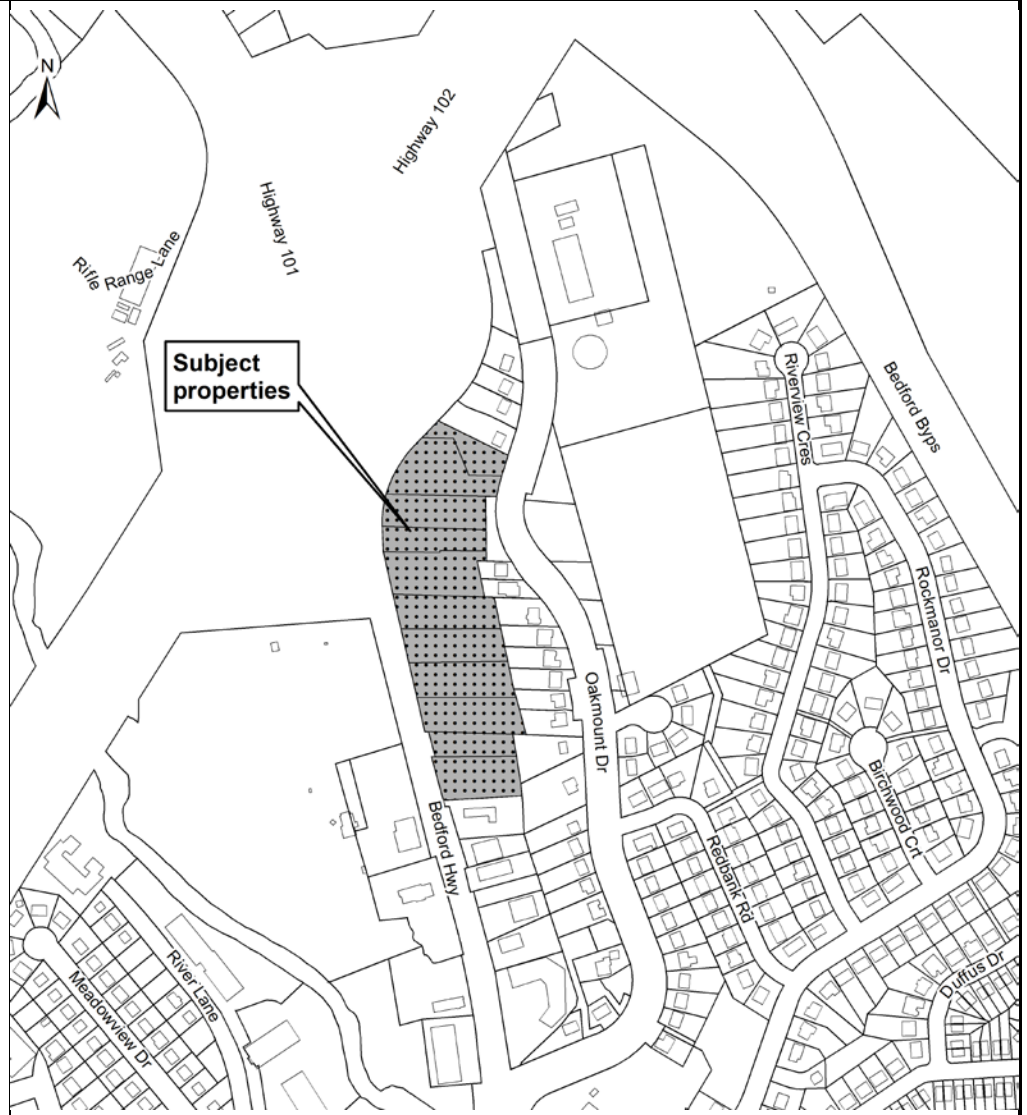 N
Highway 102
Highway 101
Rifle Range Lane
Subject
properties
Riverview Cres
Bedford Byps
Rockmanor Dr
Oakmount Dr
Birchwood Crt
Bedford Hwy
Redbank Rd
River Lane
Meadowview Dr
Duffus Dr